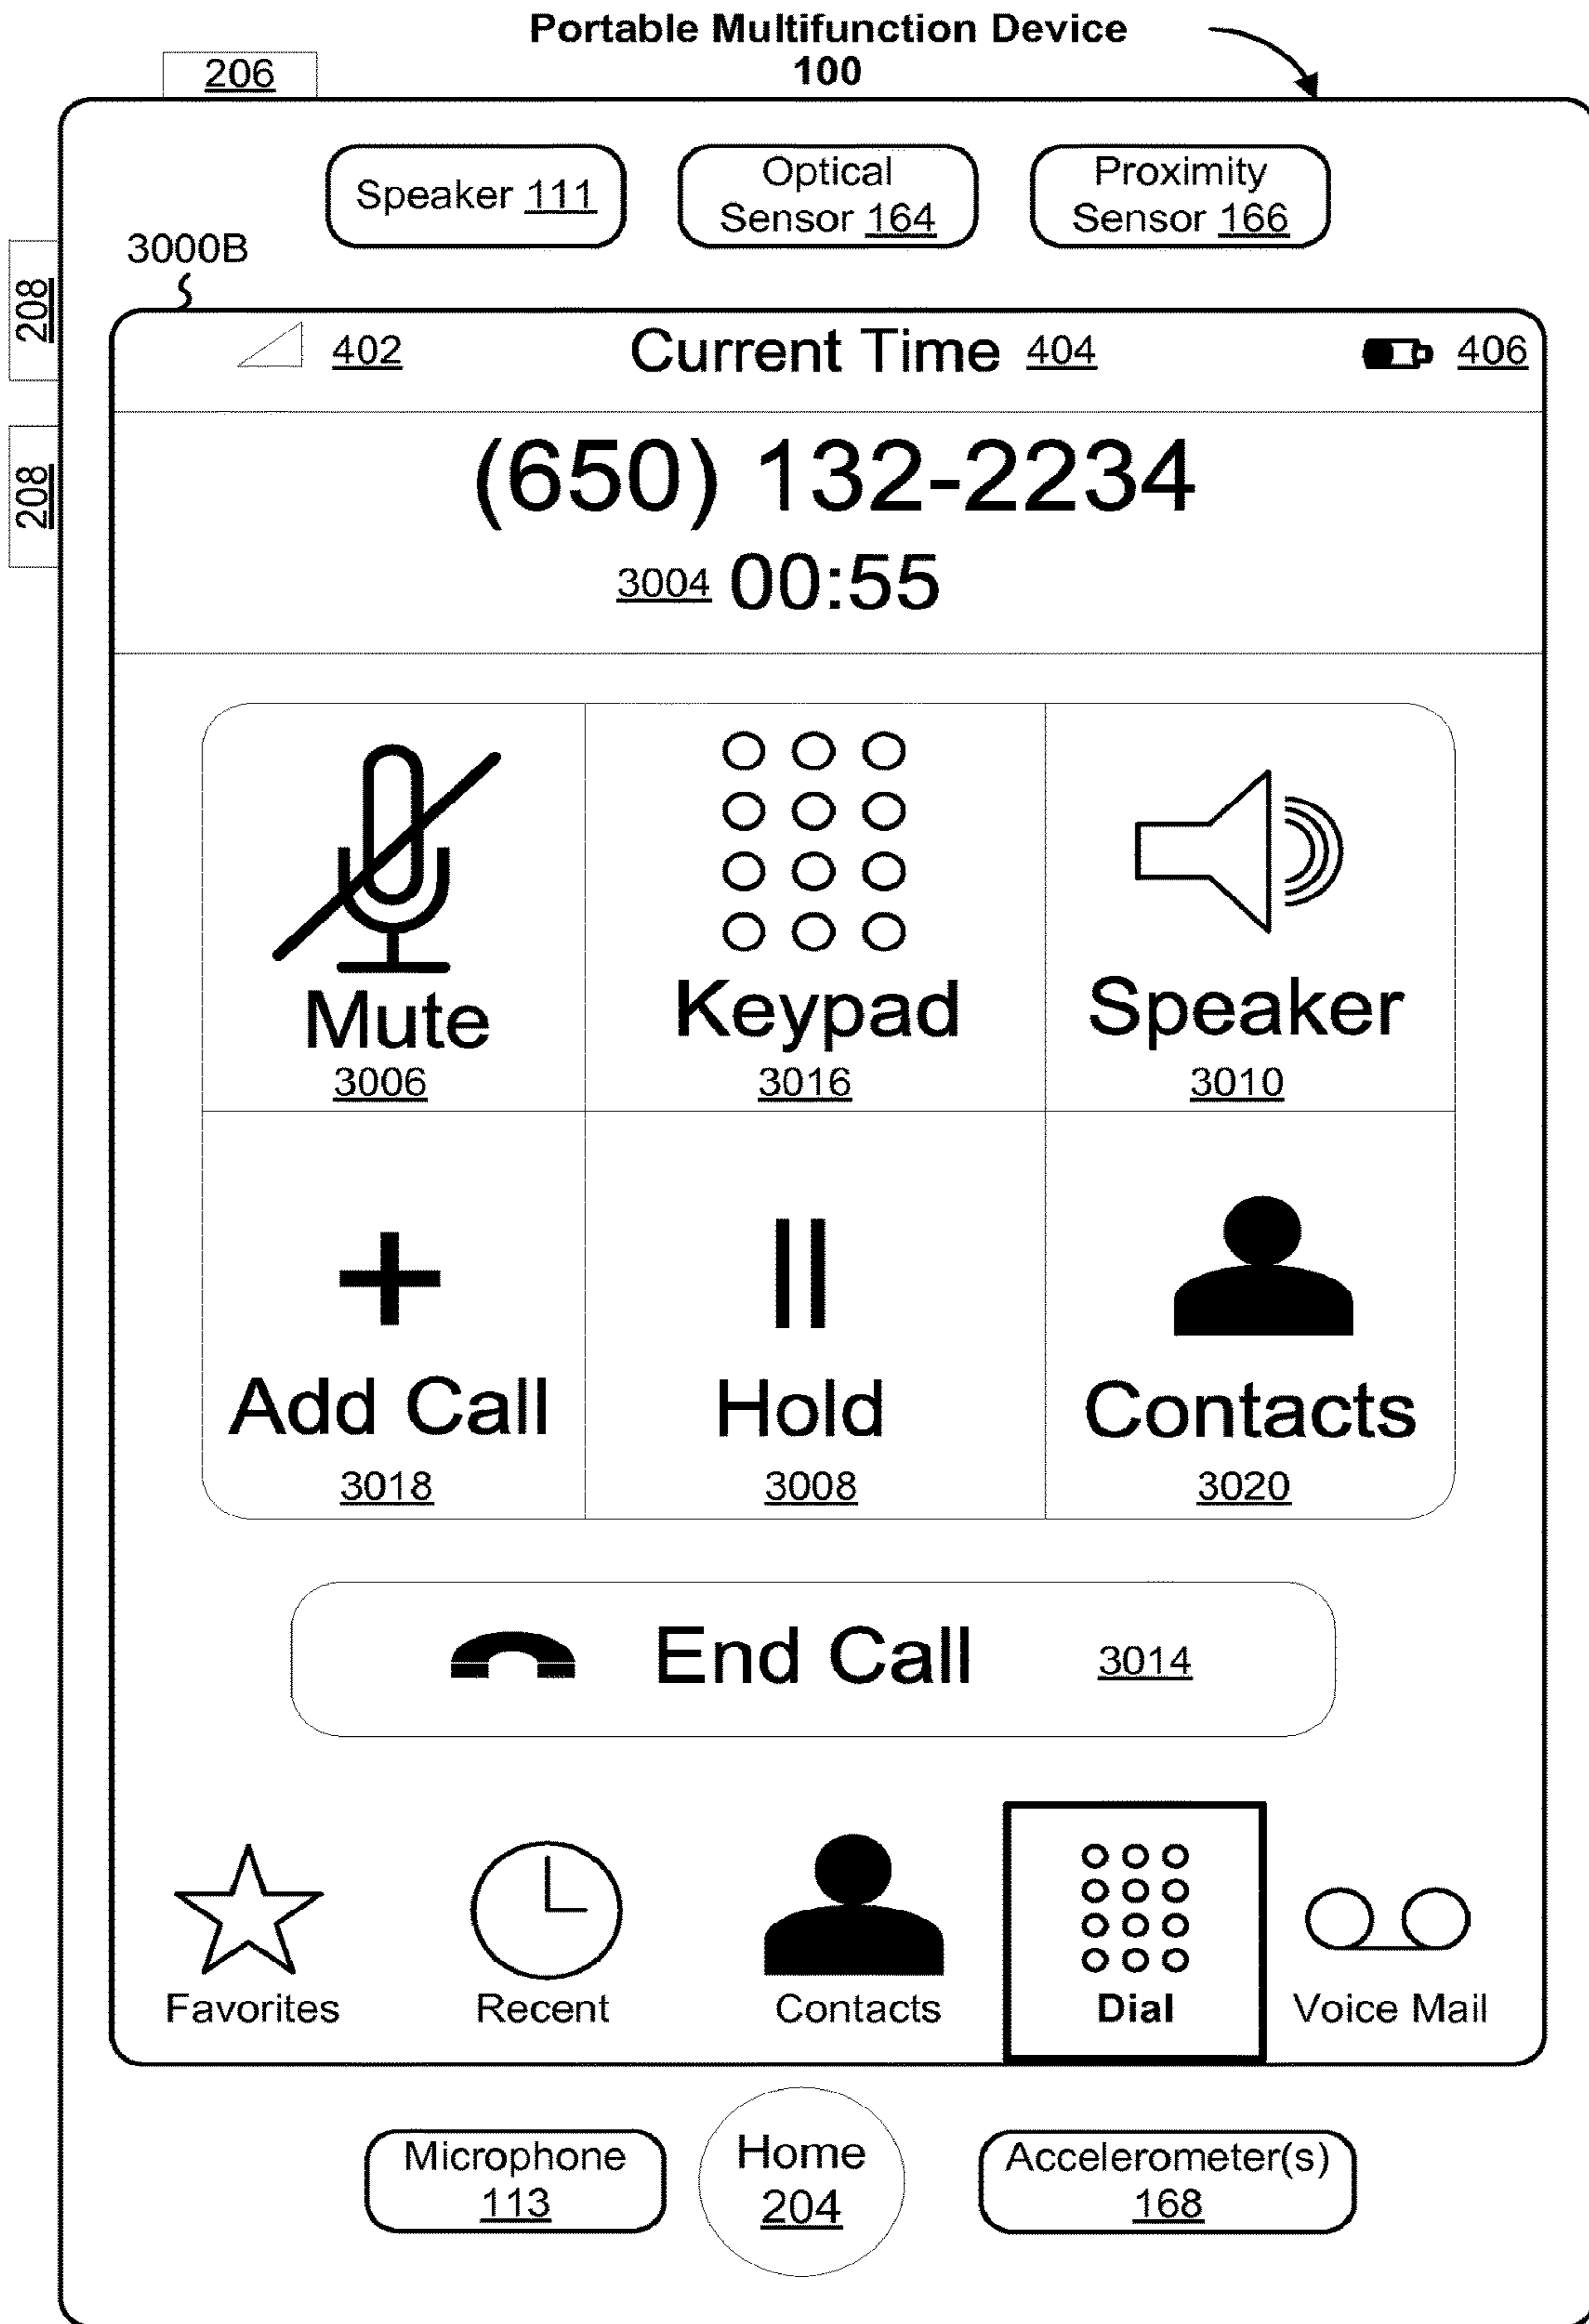 Portable Multifunction Device
100
206
Speaker 111
Optical
Sensor 164
Proximity
Sensor 166
3000B
208
208
402
Current Time 404
406
(650) 132-2234
3004 00:55
Mute
3006
Keypad
3016
Speaker
3010
Add Call
3018
Hold
3008
Contacts
3020
End Call 3014
Favorites
Recent
Contacts
Dial
Voice Mail
Microphone
113
Home
204
Accelerometer(s)
168